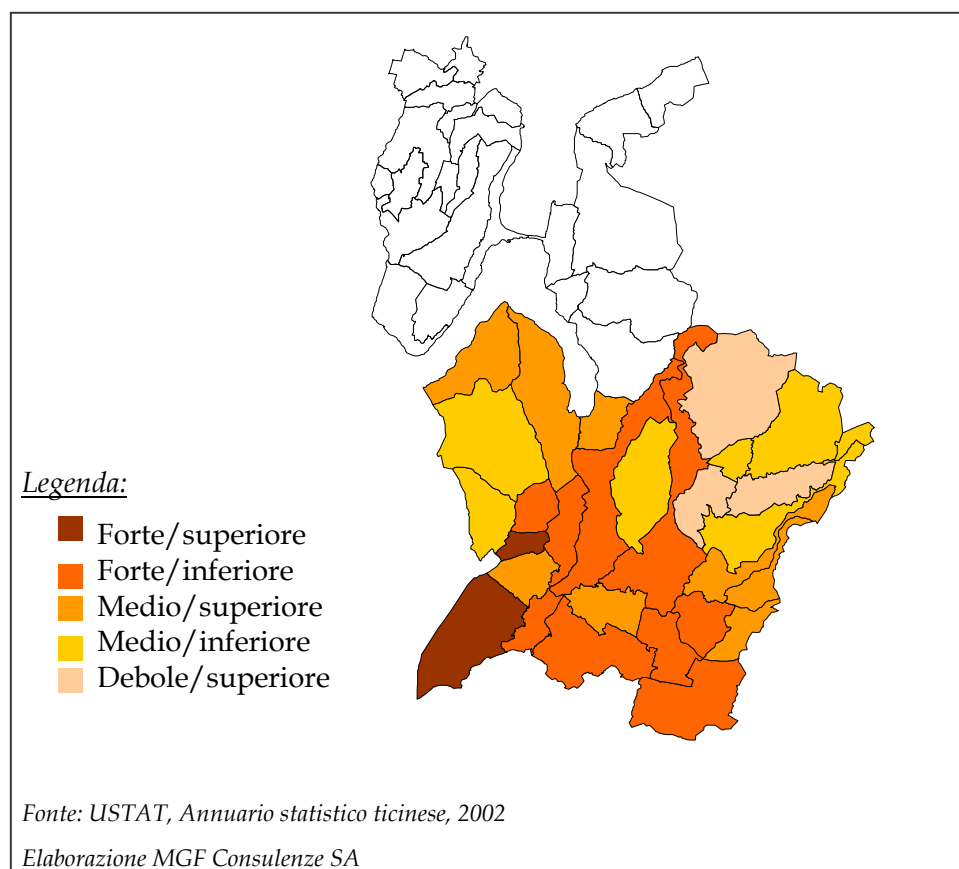 Legenda:
Forte/superiore
Forte/inferiore
Medio/superiore
Medio/inferiore
Debole/superiore
Fonte: USTAT, Annuario statistico ticinese, 2002
Elaborazione MGF Consulenze SA